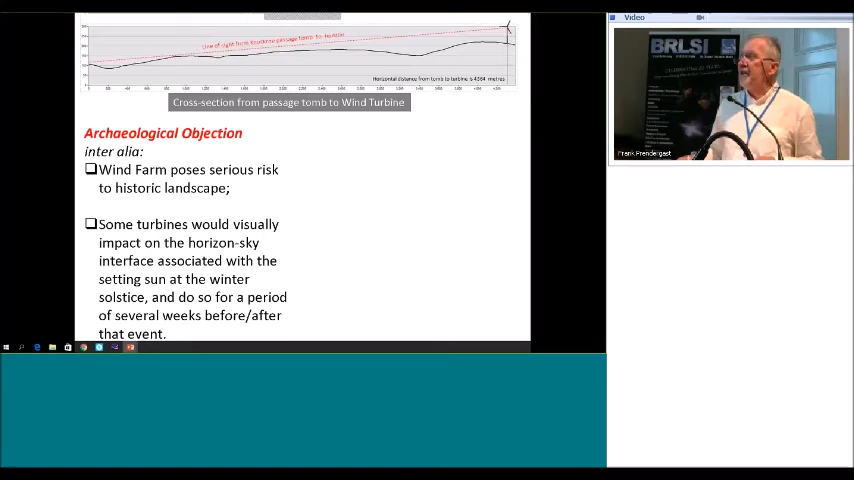 Video
Line of sight from Knockroe passage tomb to horizon
Horizontal distance from tomb to turbine is 4364 metres
Cross-section from passage tomb to Wind Turbine
BRLSI
Archaeological Objection
inter alia:
Wind Farm poses serious risk
to historic landscape;
Some turbines would visually
impact on the horizon-sky
interface associated with the
setting sun at the winter
solstice, and do so for a period
of several weeks before/after
that event.
Frank Prendergast